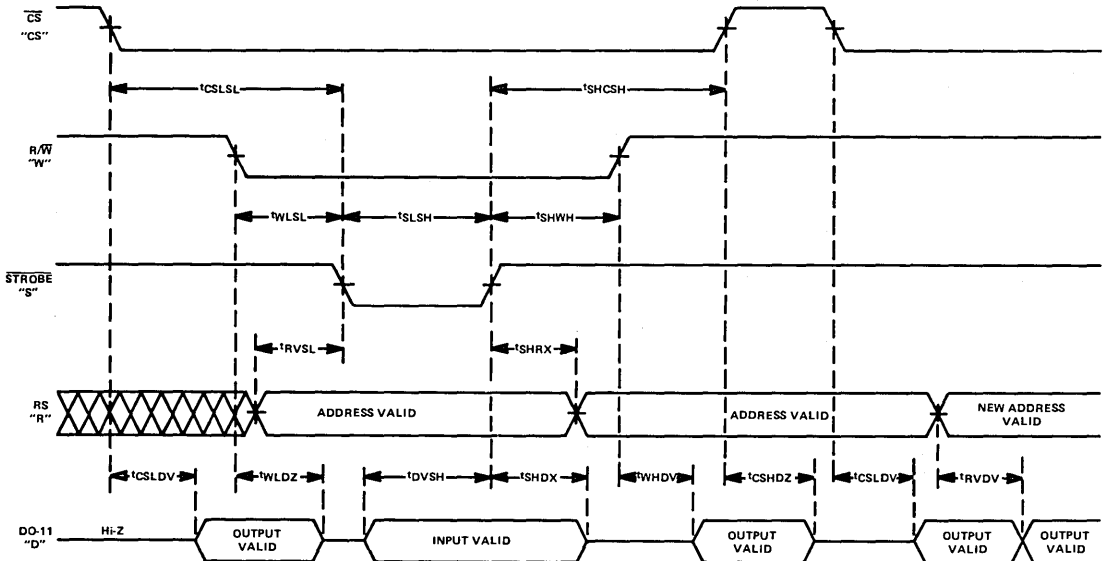 CS
"CS"
tCSLSL
tSHCSH
R/W
"W"
tWLSL
tSLSH
tSHWH
STROBE
"S"
tRVSL
tSHRX
RS
"R"
ADDRESS VALID
ADDRESS VALID
NEW ADDRESS
VALID
tCSLDV
tWLDZ
tDVSH
tSHDX
tWHDV
tCSHDZ
tCSLDV
tRVDV
DO-11
"D"
Hi-Z
OUTPUT
VALID
INPUT VALID
OUTPUT
VALID
OUTPUT
VALID
OUTPUT
VALID